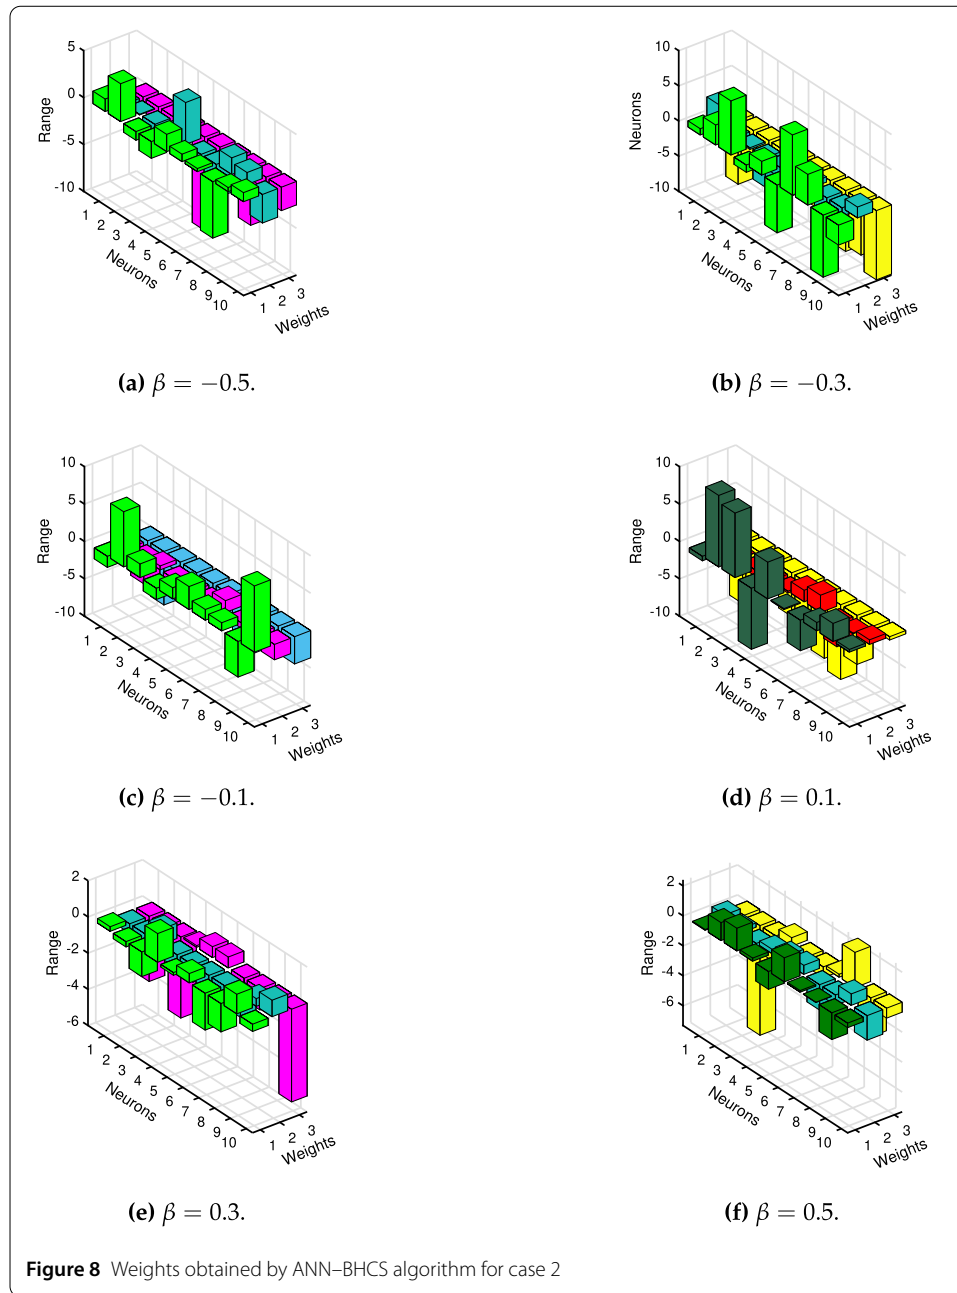 5
0
-5
-10
Range
1 2 3 4 5 6 7 8 9 10
Neurons
1 2 3
Weights
(a) β = −0.5.
10
5
0
-5
-10
Neurons
1 2 3 4 5 6 7 8 9 10
Neurons
1 2 3
Weights
(b) β = −0.3.
10
5
0
-5
-10
Range
1 2 3 4 5 6 7 8 9 10
Neurons
1 2 3
Weights
(c) β = −0.1.
10
5
0
-5
-10
Range
1 2 3 4 5 6 7 8 9 10
Neurons
1 2 3
Weights
(d) β = 0.1.
2
0
-2
-4
-6
Range
1 2 3 4 5 6 7 8 9 10
Neurons
1 2 3
Weights
(e) β = 0.3.
2
0
-2
-4
-6
Range
1 2 3 4 5 6 7 8 9 10
Neurons
1 2 3
Weights
(f) β = 0.5.
Figure 8 Weights obtained by ANN–BHCS algorithm for case 2